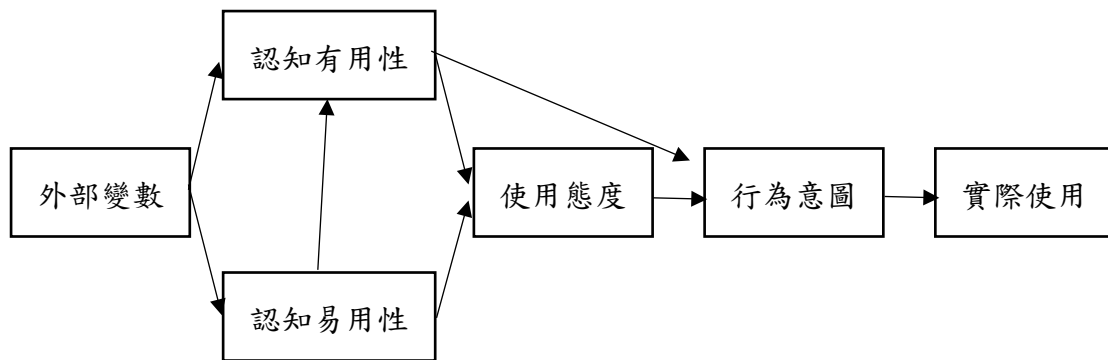 認知有用性
外部變數
使用態度
行為意圖
實際使用
認知易用性